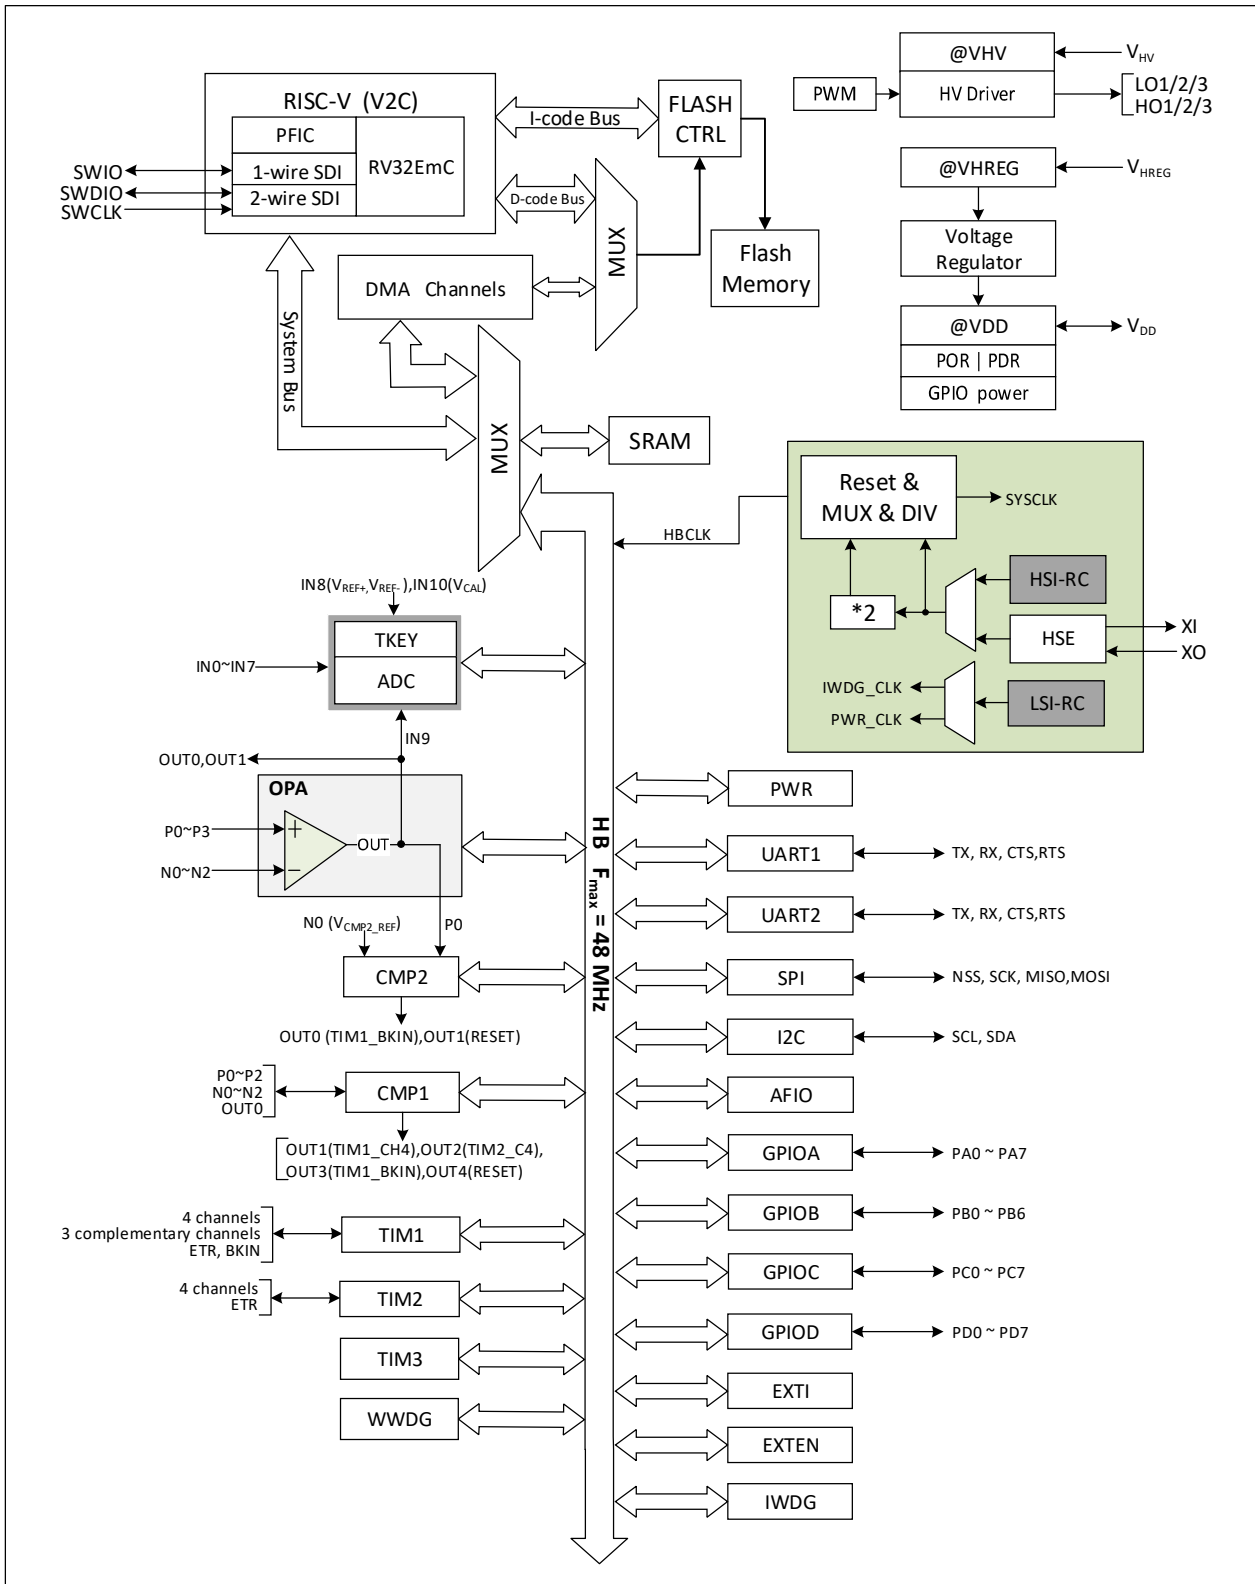 RISC-V (V2C)
PFIC
1-wire SDI
2-wire SDI
RV32EmC
SWIO
SWDIO
SWCLK
I-code Bus
D-code Bus
FLASH
CTRL
MUX
Flash
Memory
DMA Channels
System Bus
MUX
SRAM
@VHV
HV Driver
PWM
VHV
LO1/2/3
HO1/2/3
@VHREG
VHREG
Voltage
Regulator
@VDD
VDD
POR | PDR
GPIO power
Reset &
MUX & DIV
SYSCLK
HBCLK
*2
HSI-RC
HSE
XI
XO
IWDG_CLK
PWR_CLK
LSI-RC
IN8(VREF+,VREF-),IN10(VCAL)
TKEY
ADC
IN0~IN7
IN9
OUT0,OUT1
OPA
P0~P3
+
OUT
N0~N2
−
N0 (VCMP2_REF)
P0
CMP2
OUT0 (TIM1_BKIN),OUT1(RESET)
P0~P2
N0~N2
OUT0
CMP1
OUT1(TIM1_CH4),OUT2(TIM2_C4),
OUT3(TIM1_BKIN),OUT4(RESET)
4 channels
3 complementary channels
ETR, BKIN
TIM1
4 channels
ETR
TIM2
TIM3
WWDG
HB Fmax = 48 MHz
PWR
UART1
TX, RX, CTS,RTS
UART2
TX, RX, CTS,RTS
SPI
NSS, SCK, MISO,MOSI
I2C
SCL, SDA
AFIO
GPIOA
PA0 ~ PA7
GPIOB
PB0 ~ PB6
GPIOC
PC0 ~ PC7
GPIOD
PD0 ~ PD7
EXTI
EXTEN
IWDG